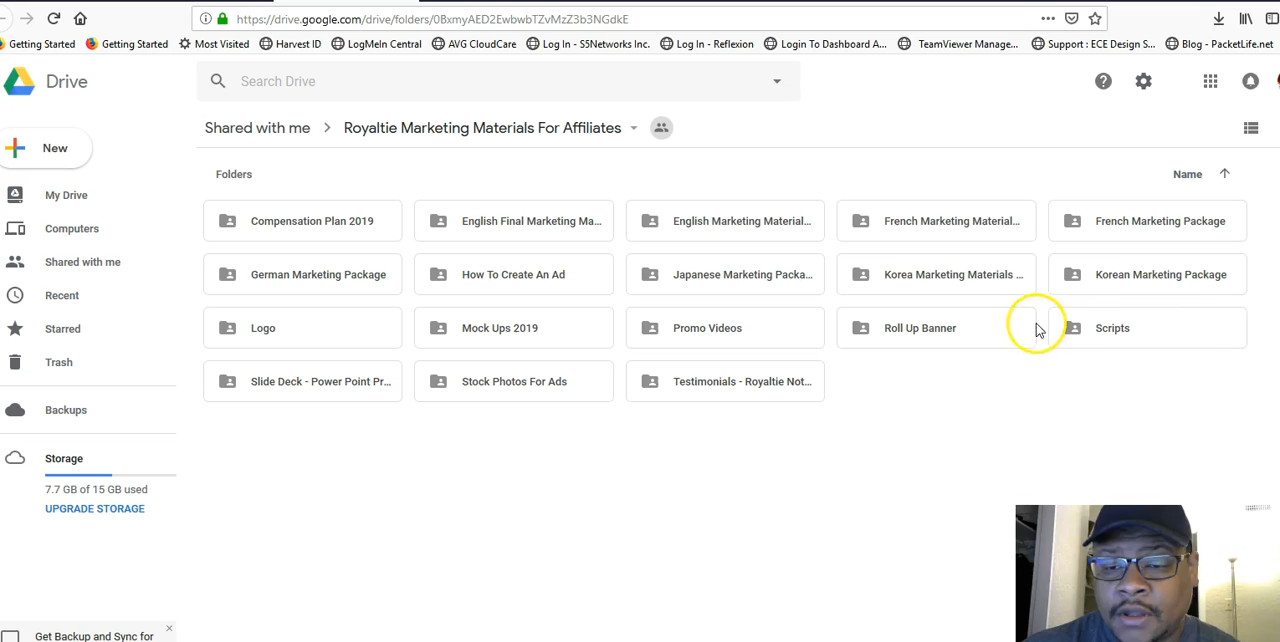 https://drive.google.com/drive/folders/0BxmyAED2EwbwbTZvMzZ3b3NGdkE
Getting Started
Getting Started
Most Visited
Harvest ID
LogMeIn Central
AVG CloudCare
Log In - S5Networks Inc.
Log In - Reflexion
Login To Dashboard A...
TeamViewer Manage...
Support : ECE Design S...
Blog - PacketLife.net
Drive
Search Drive
Shared with me > Royaltie Marketing Materials For Affiliates
New
Folders
Name
My Drive
Computers
Shared with me
Recent
Starred
Trash
Backups
Storage
7.7 GB of 15 GB used
UPGRADE STORAGE
Get Backup and Sync for
Compensation Plan 2019
English Final Marketing Ma...
English Marketing Material...
French Marketing Material...
French Marketing Package
German Marketing Package
How To Create An Ad
Japanese Marketing Packa...
Korea Marketing Materials ...
Korean Marketing Package
Logo
Mock Ups 2019
Promo Videos
Roll Up Banner
Scripts
Slide Deck - Power Point Pr...
Stock Photos For Ads
Testimonials - Royaltie Not...